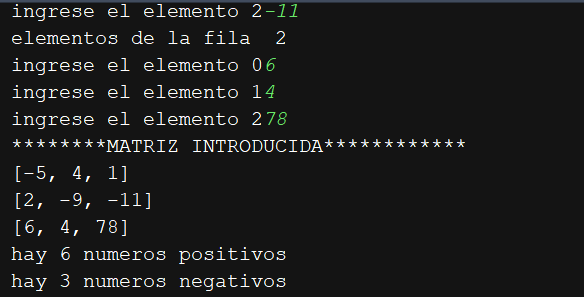 ingrese el elemento 2-11
elementos de la fila  2
ingrese el elemento 06
ingrese el elemento 14
ingrese el elemento 278
********MATRIZ INTRODUCIDA************
[-5, 4, 1]
[2, -9, -11]
[6, 4, 78]
hay 6 numeros positivos
hay 3 numeros negativos